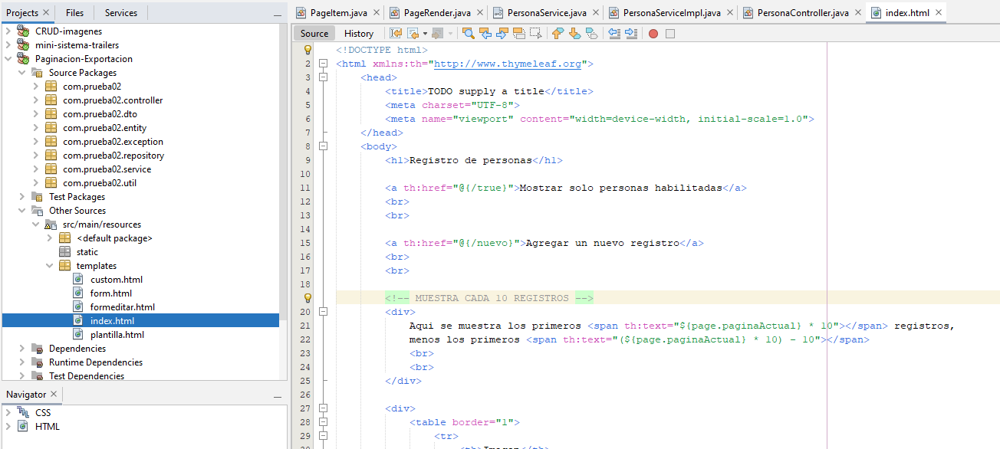 Projects
Files
Services
CRUD-imagenes
mini-sistema-trailers
Paginacion-Exportacion
Source Packages
com.prueba02
com.prueba02.controller
com.prueba02.dto
com.prueba02.entity
com.prueba02.exception
com.prueba02.repository
com.prueba02.service
com.prueba02.util
Test Packages
Other Sources
src/main/resources
<default package>
static
templates
custom.html
form.html
formeditar.html
index.html
plantilla.html
Dependencies
Runtime Dependencies
Test Dependencies
Navigator
CSS
HTML
PageItem.java
PageRender.java
PersonaService.java
PersonaServiceImpl.java
PersonaController.java
index.html
Source
History
<!DOCTYPE html>
2 <html xmlns:th="http://www.thymeleaf.org">
3 <head>
4 <title>TODO supply a title</title>
5 <meta charset="UTF-8">
6 <meta name="viewport" content="width=device-width, initial-scale=1.0">
7 </head>
8 <body>
9 <h1>Registro de personas</h1>
10
11 <a th:href="@{/true}">Mostrar solo personas habilitadas</a>
12 <br>
13 <br>
14
15 <a th:href="@{/nuevo}">Agregar un nuevo registro</a>
16 <br>
17 <br>
18
<!-- MUESTRA CADA 10 REGISTROS -->
20 <div>
21 Aqui se muestra los primeros <span th:text="${page.paginaActual} * 10"></span> registros,
22 menos los primeros <span th:text="(${page.paginaActual} * 10) - 10"></span>
23 <br>
24 <br>
25 </div>
26
27 <div>
28 <table border="1">
29 <tr>
<th>Imagen</th>